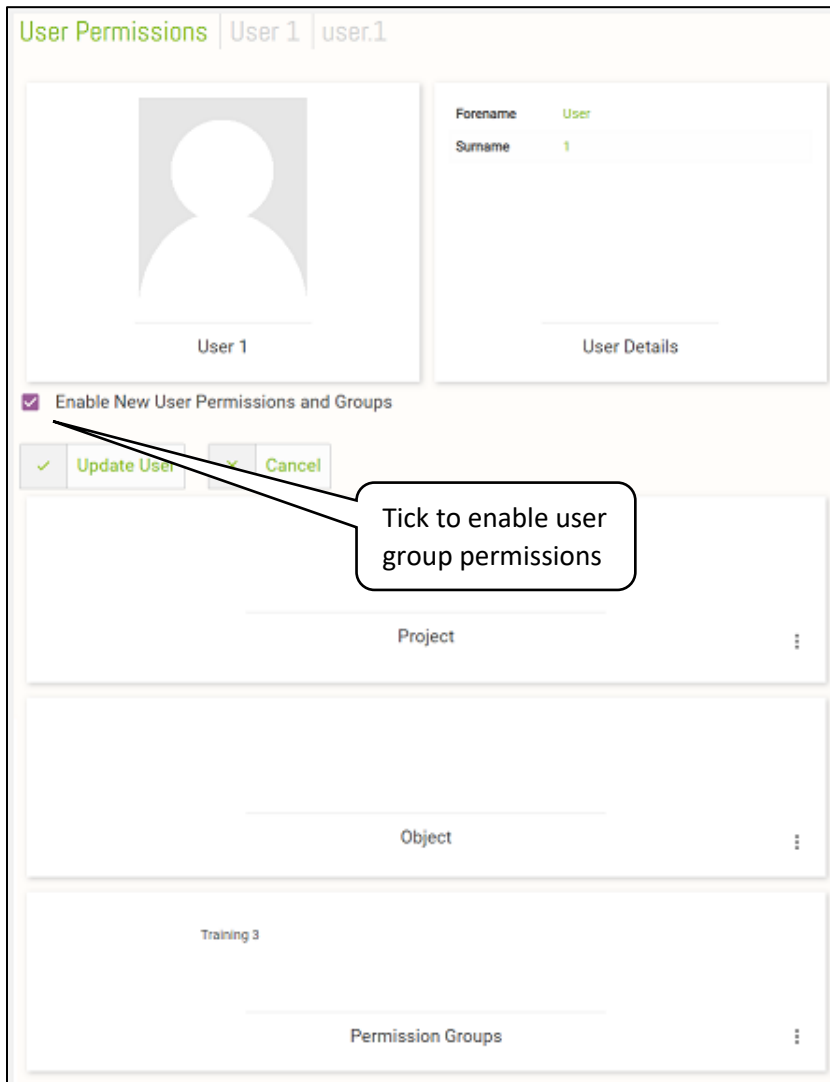 User Permissions User 1 user.1
Forename User
Surname 1
User 1
User Details
Enable New User Permissions and Groups
Update User Cancel
Tick to enable user
group permissions
Project
Object
Training 3
Permission Groups